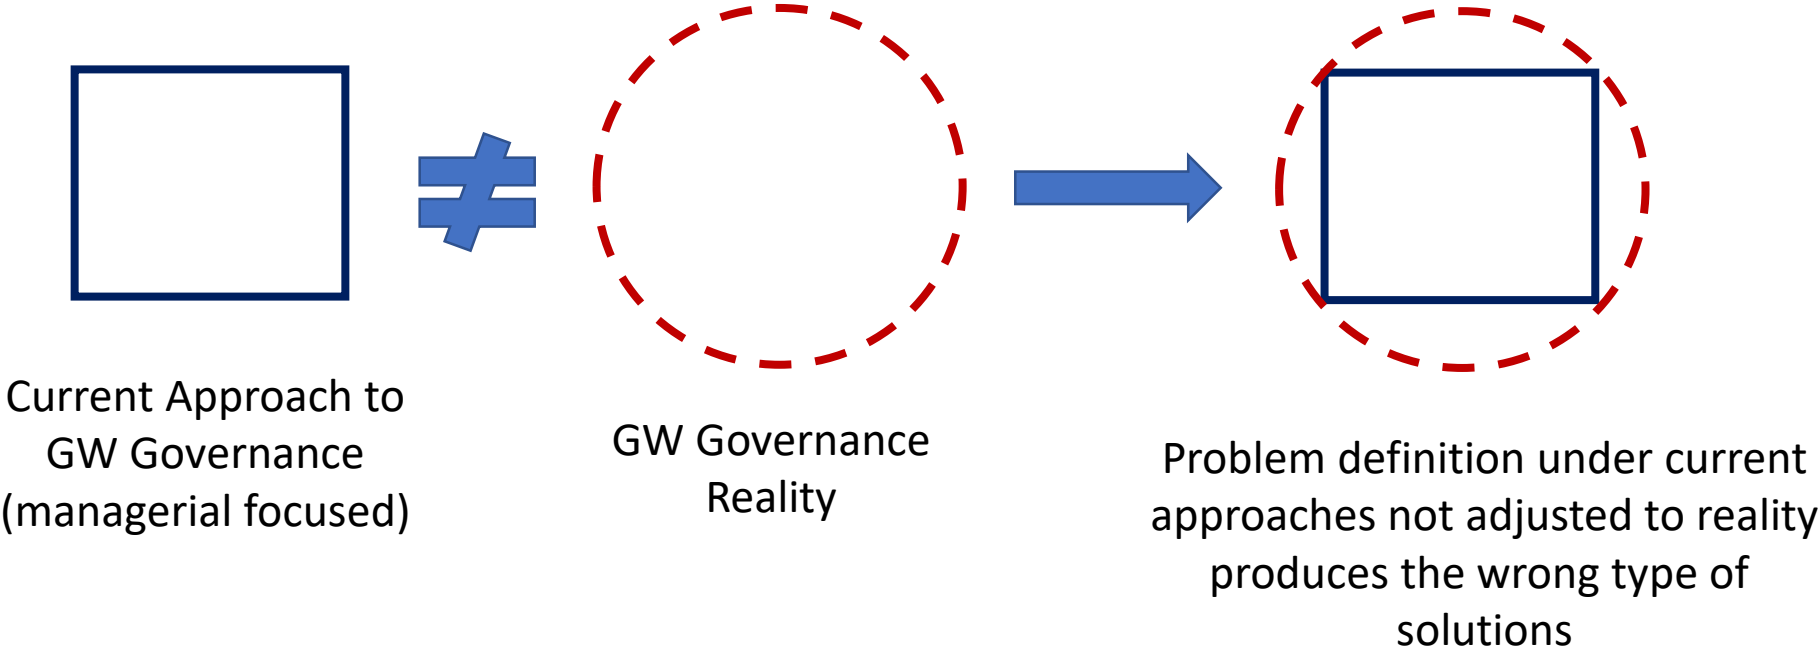 Current Approach to
GW Governance
(managerial focused)
GW Governance
Reality
Problem definition under current
approaches not adjusted to reality
produces the wrong type of
solutions